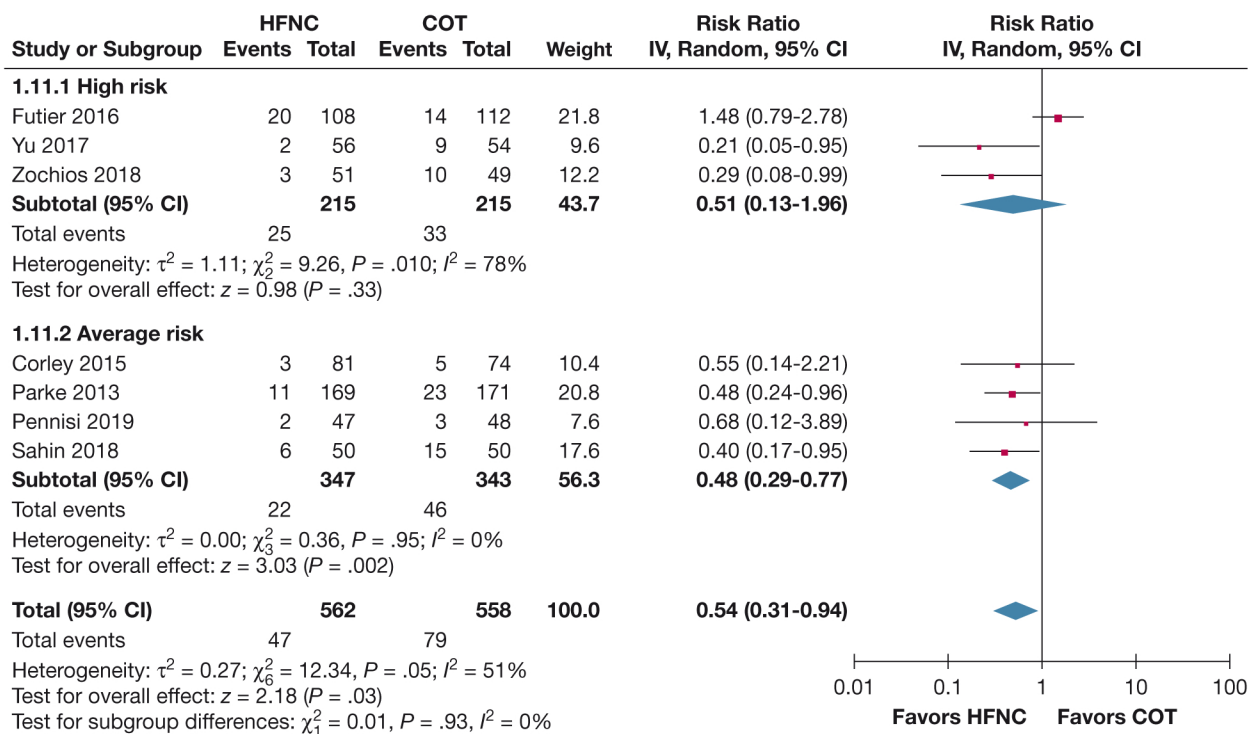 HFNC COT Risk Ratio Risk Ratio
Study or Subgroup Events Total Events Total Weight IV, Random, 95% CI IV, Random, 95% CI
1.11.1 High risk
Futier 2016 20 108 14 112 21.8 1.48 (0.79-2.78)
Yu 2017 2 56 9 54 9.6 0.21 (0.05-0.95)
Zochios 2018 3 51 10 49 12.2 0.29 (0.08-0.99)
Subtotal (95% CI) 215 215 43.7 0.51 (0.13-1.96)
Total events 25 33
Heterogeneity: τ² = 1.11; χ²₂ = 9.26, P = .010; I² = 78%
Test for overall effect: z = 0.98 (P = .33)
1.11.2 Average risk
Corley 2015 3 81 5 74 10.4 0.55 (0.14-2.21)
Parke 2013 11 169 23 171 20.8 0.48 (0.24-0.96)
Pennisi 2019 2 47 3 48 7.6 0.68 (0.12-3.89)
Sahin 2018 6 50 15 50 17.6 0.40 (0.17-0.95)
Subtotal (95% CI) 347 343 56.3 0.48 (0.29-0.77)
Total events 22 46
Heterogeneity: τ² = 0.00; χ²₃ = 0.36, P = .95; I² = 0%
Test for overall effect: z = 3.03 (P = .002)
Total (95% CI) 562 558 100.0 0.54 (0.31-0.94)
Total events 47 79
Heterogeneity: τ² = 0.27; χ²₆ = 12.34, P = .05; I² = 51%
Test for overall effect: z = 2.18 (P = .03)
Test for subgroup differences: χ²₁ = 0.01, P = .93, I² = 0%
0.01 0.1 1 10 100
Favors HFNC Favors COT